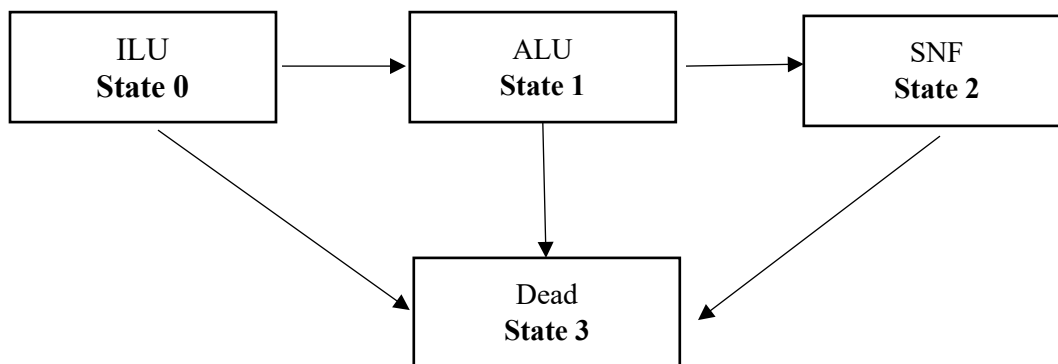 ILU
State 0
ALU
State 1
SNF
State 2
Dead
State 3